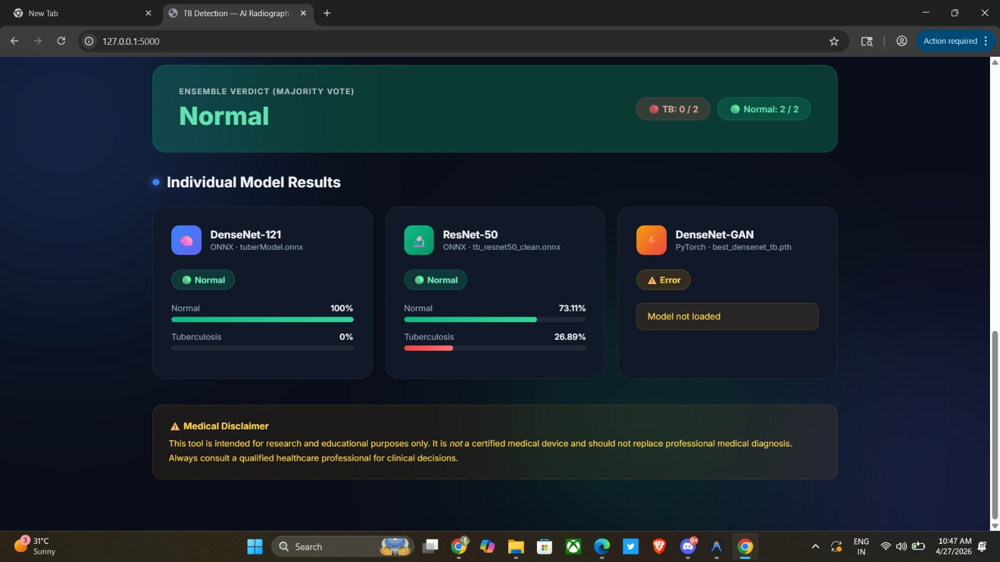 New Tab
TB Detection — AI Radiograph
127.0.0.1:5000
Action required
ENSEMBLE VERDICT (MAJORITY VOTE)
Normal
TB: 0 / 2
Normal: 2 / 2
Individual Model Results
DenseNet-121
ONNX · tuberModel.onnx
Normal
Normal 100%
Tuberculosis 0%
ResNet-50
ONNX · tb_resnet50_clean.onnx
Normal
Normal 73.11%
Tuberculosis 26.89%
DenseNet-GAN
PyTorch · best_densenet_tb.pth
Error
Model not loaded
Medical Disclaimer
This tool is intended for research and educational purposes only. It is not a certified medical device and should not replace professional medical diagnosis.
Always consult a qualified healthcare professional for clinical decisions.
3
31°C
Sunny
Search
9+
ENG
IN
10:47 AM
4/27/2026